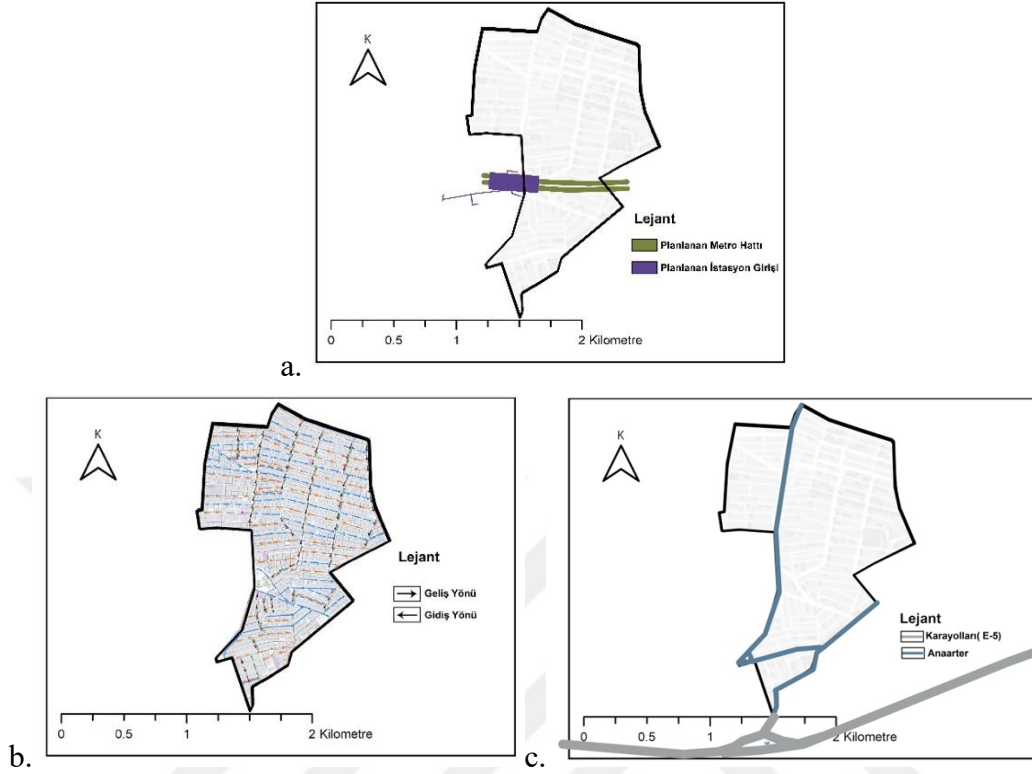 K
Lejant
Planlanan Metro Hattı
Planlanan İstasyon Girişi
0 0.5 1 2 Kilometre
a.
K
Lejant
Geliş Yönü
Gidiş Yönü
0 0.5 1 2 Kilometre
b.
K
Lejant
Karayolları( E-5)
Anaarter
0 0.5 1 2 Kilometre
c.